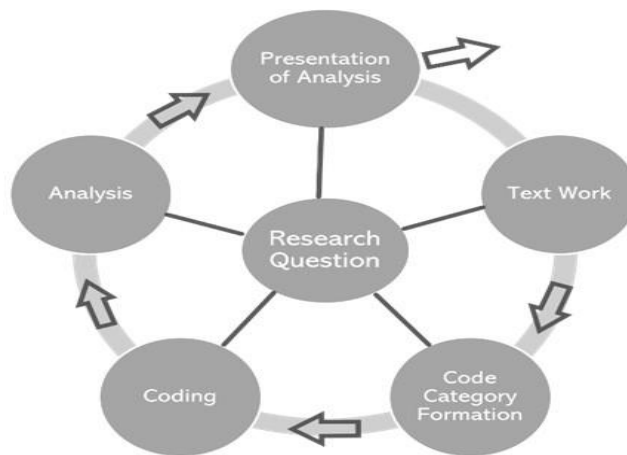 Presentation
of Analysis
Text Work
Code
Category
Formation
Coding
Analysis
Research
Question